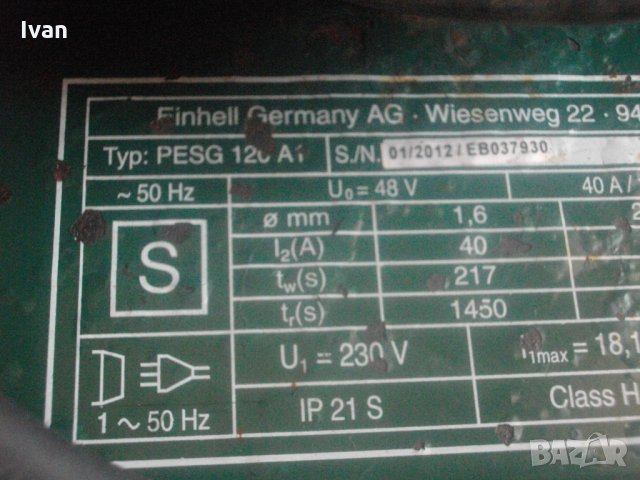 Ivan
Einhell Germany AG · Wiesenweg 22 · 94
Typ: PESG 120 A1 S./N. 01/2012 / EB037930
~ 50 Hz U₀ = 48 V 40 A /
S
ø mm 1,6 2
I₂(A) 40
tw(s) 217
tr(s) 1450
U₁ = 230 V I1max = 18,1
1 ~ 50 Hz IP 21 S Class H
BAZAR